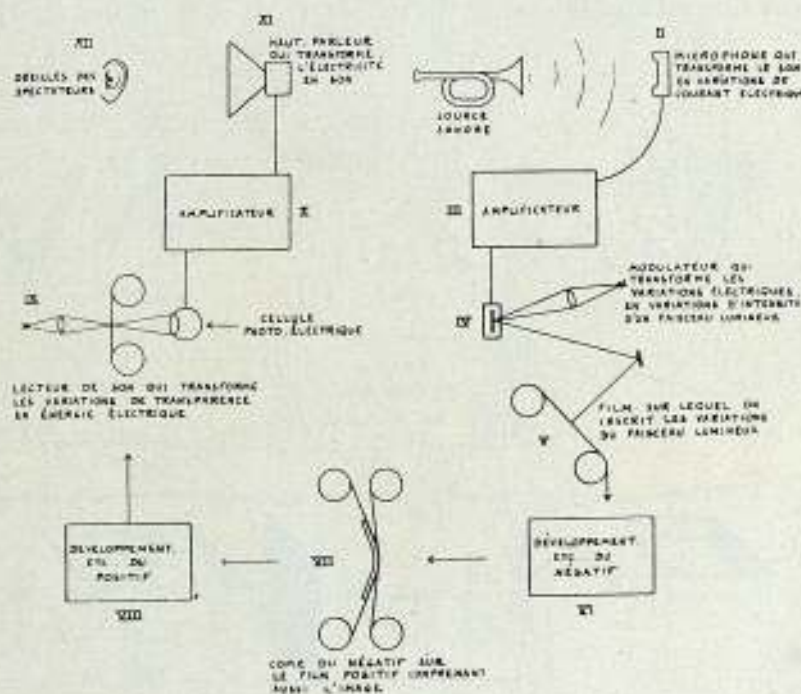 XI
HAUT. PARLEUR
QUI TRANSFORME
L'ÉLECTRICITÉ
EN SON
XII
OREILLES DES
SPECTATEURS
SOURCE
SONORE
II
MICROPHONE QUI
TRANSFORME LE SON
EN VARIATIONS DE
COURANT ÉLECTRIQUE
AMPLIFICATEUR
X
III
AMPLIFICATEUR
IX
CELLULE
PHOTO.ÉLECTRIQUE
IV
MODULATEUR QUI
TRANSFORME LES
VARIATIONS ÉLECTRIQUES
EN VARIATIONS D'INTENSITÉ
D'UN FAISCEAU LUMINEUX
LECTEUR DE SON QUI TRANSFORME
LES VARIATIONS DE TRANSPARENCE
EN ÉNERGIE ÉLECTRIQUE
FILM SUR LEQUEL ON
INSCRIT LES VARIATIONS
DU FAISCEAU LUMINEUX
V
DÉVELOPPEMENT.
ETC. DU
POSITIF
VIII
VII
DÉVELOPPEMENT
ETC. DU
NÉGATIF
VI
COPIE DU NÉGATIF SUR
LE FILM POSITIF COMPRENANT
AUSSI L'IMAGE